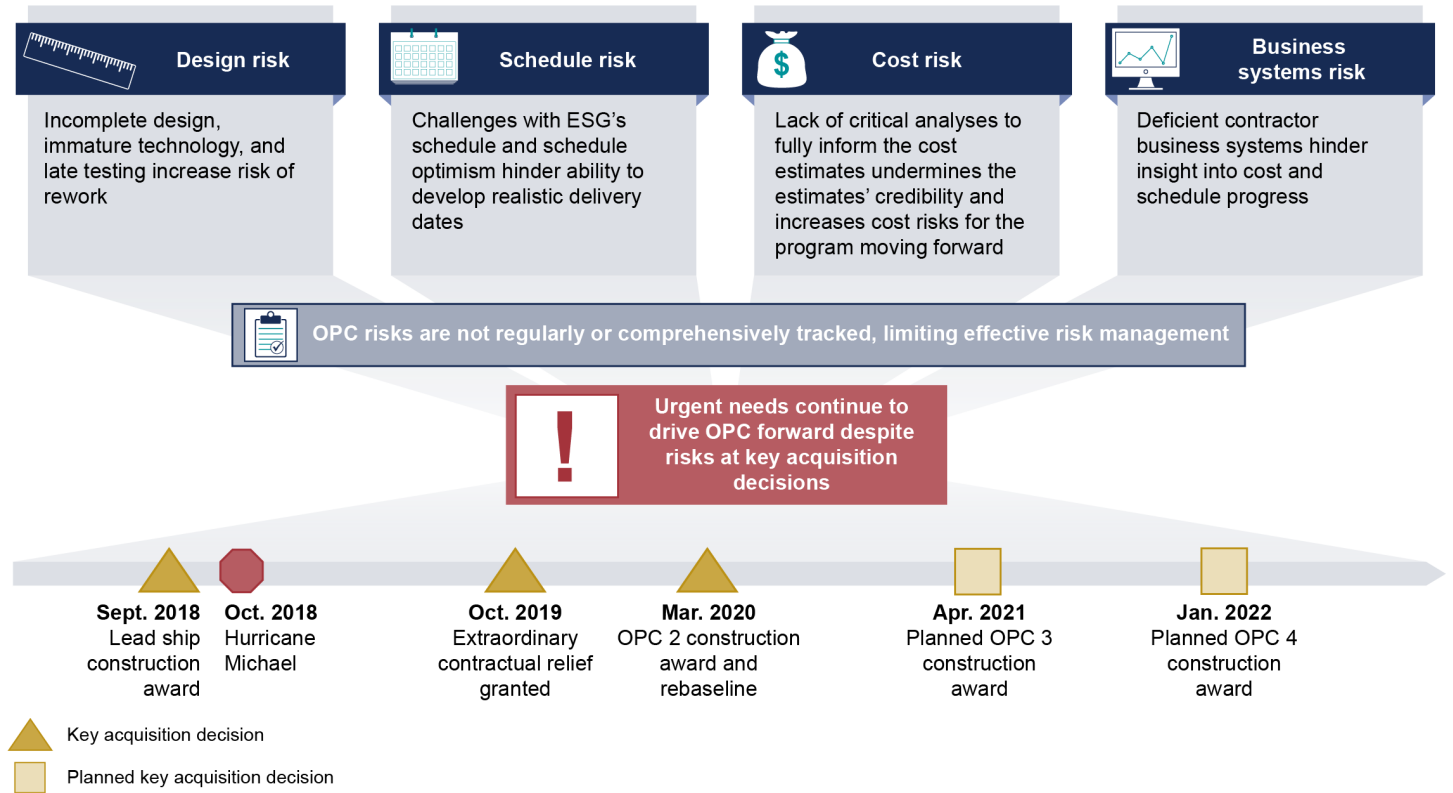 Design risk
Incomplete design,
immature technology, and
late testing increase risk of
rework
Schedule risk
Challenges with ESG’s
schedule and schedule
optimism hinder ability to
develop realistic delivery
dates
$
Cost risk
Lack of critical analyses to
fully inform the cost
estimates undermines the
estimates’ credibility and
increases cost risks for the
program moving forward
Business
systems risk
Deficient contractor
business systems hinder
insight into cost and
schedule progress
OPC risks are not regularly or comprehensively tracked, limiting effective risk management
!
Urgent needs continue to
drive OPC forward despite
risks at key acquisition
decisions
Sept. 2018
Lead ship
construction
award
Oct. 2018
Hurricane
Michael
Oct. 2019
Extraordinary
contractual relief
granted
Mar. 2020
OPC 2 construction
award and
rebaseline
Apr. 2021
Planned OPC 3
construction
award
Jan. 2022
Planned OPC 4
construction
award
Key acquisition decision
Planned key acquisition decision